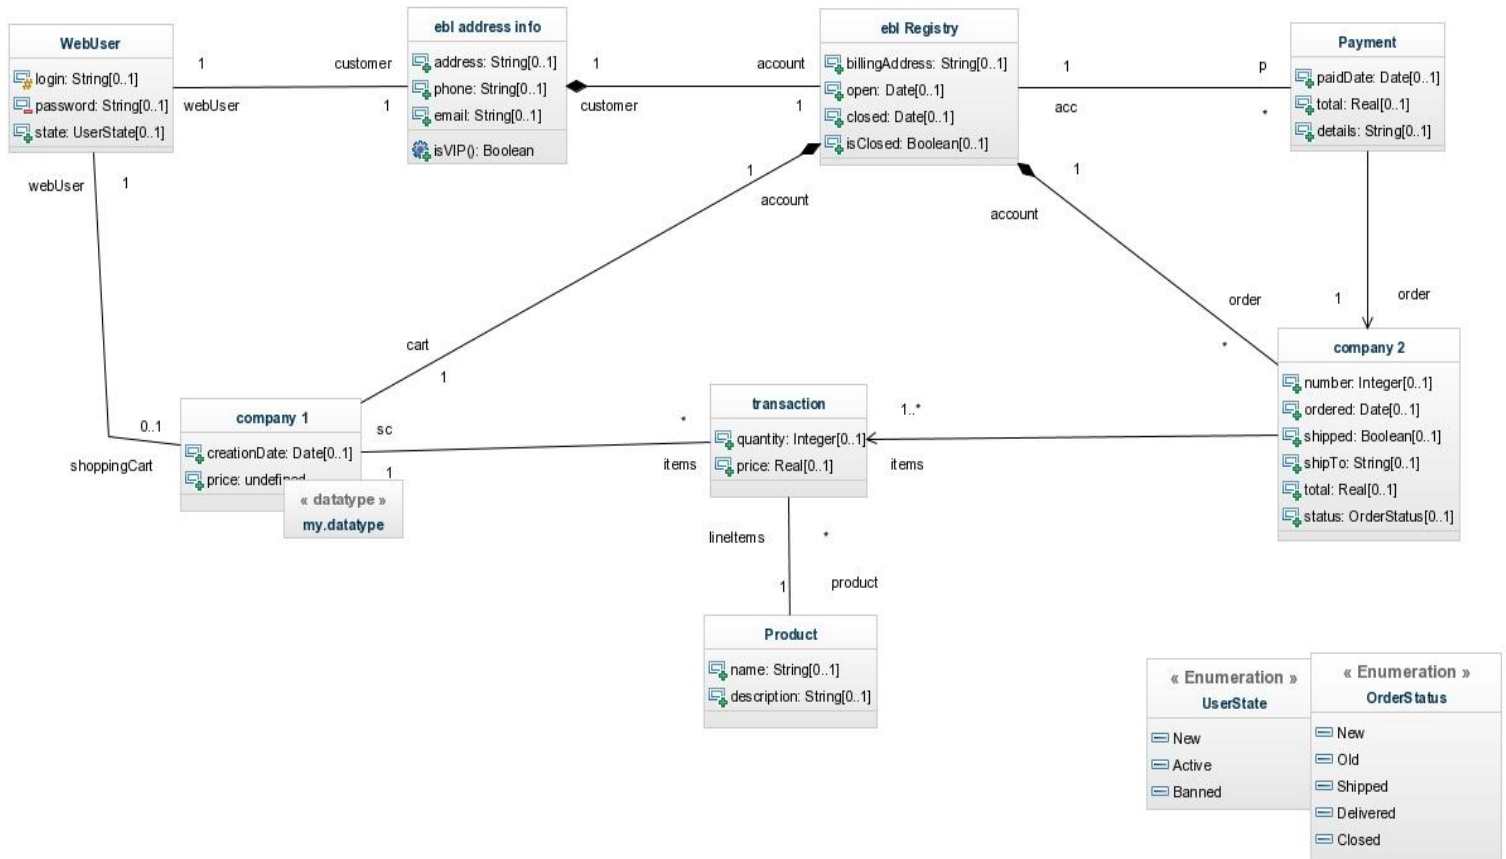 WebUser
login: String[0..1]
password: String[0..1]
state: UserState[0..1]
1
customer
webUser
1
ebl address info
address: String[0..1]
phone: String[0..1]
email: String[0..1]
isVIP(): Boolean
1
account
customer
1
ebl Registry
billingAddress: String[0..1]
open: Date[0..1]
closed: Date[0..1]
isClosed: Boolean[0..1]
1
p
acc
*
Payment
paidDate: Date[0..1]
total: Real[0..1]
details: String[0..1]
webUser
1
1
account
1
account
order
*
1
order
cart
1
0..1
shoppingCart
company 1
creationDate: Date[0..1]
price: undefined
« datatype »
my.datatype
sc
*
1
items
transaction
quantity: Integer[0..1]
price: Real[0..1]
1..*
items
company 2
number: Integer[0..1]
ordered: Date[0..1]
shipped: Boolean[0..1]
shipTo: String[0..1]
total: Real[0..1]
status: OrderStatus[0..1]
lineItems
*
1
product
Product
name: String[0..1]
description: String[0..1]
« Enumeration »
UserState
New
Active
Banned
« Enumeration »
OrderStatus
New
Old
Shipped
Delivered
Closed